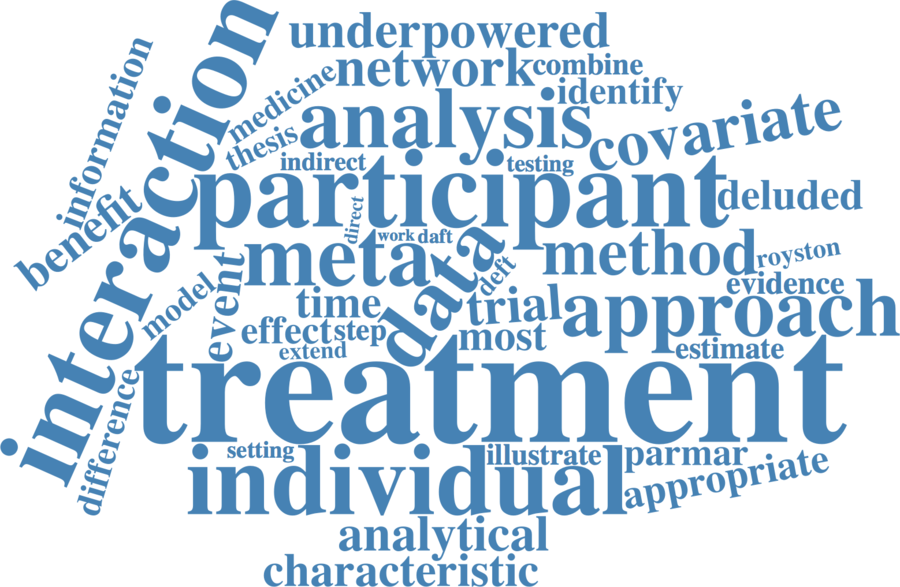 underpowered
interaction
information
medicine
network
combine
identify
thesis
analysis
covariate
indirect
testing
benefit
participant
deluded
direct
work
daft
meta
data
deft
method
royston
evidence
model
event
time
trial
approach
effect
step
most
extend
estimate
treatment
difference
setting
individual
illustrate
parmar
appropriate
analytical
characteristic